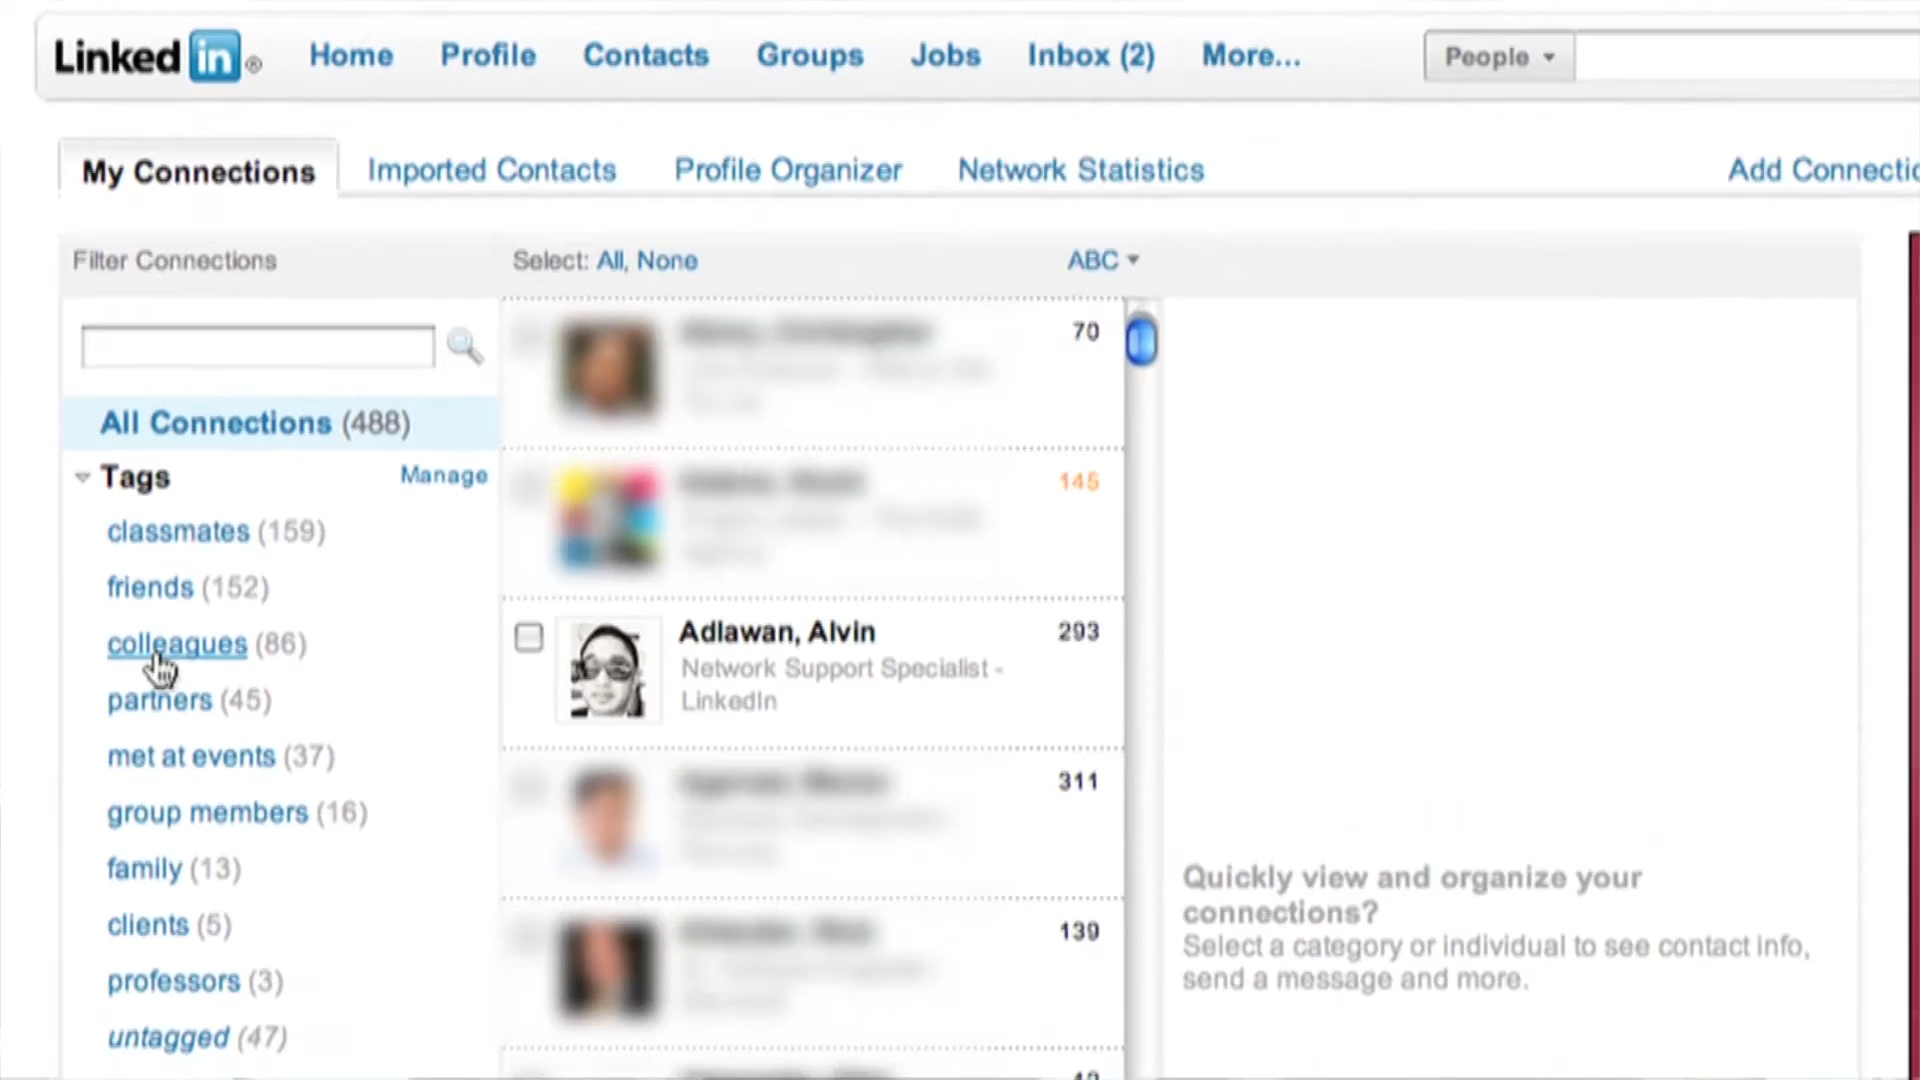 Linked in ®
Home Profile Contacts Groups Jobs Inbox (2) More... People
My Connections Imported Contacts Profile Organizer Network Statistics Add
Filter Connections
Select: All, None
ABC
All Connections (488)
Tags Manage
classmates (159)
friends (152)
colleagues (86)
partners (45)
met at events (37)
group members (16)
family (13)
clients (5)
professors (3)
untagged (47)
70
145
Adlawan, Alvin 293
Network Support Specialist -
LinkedIn
311
139
Quickly view and organize your
connections?
Select a category or individual to see contact info,
send a message and more.